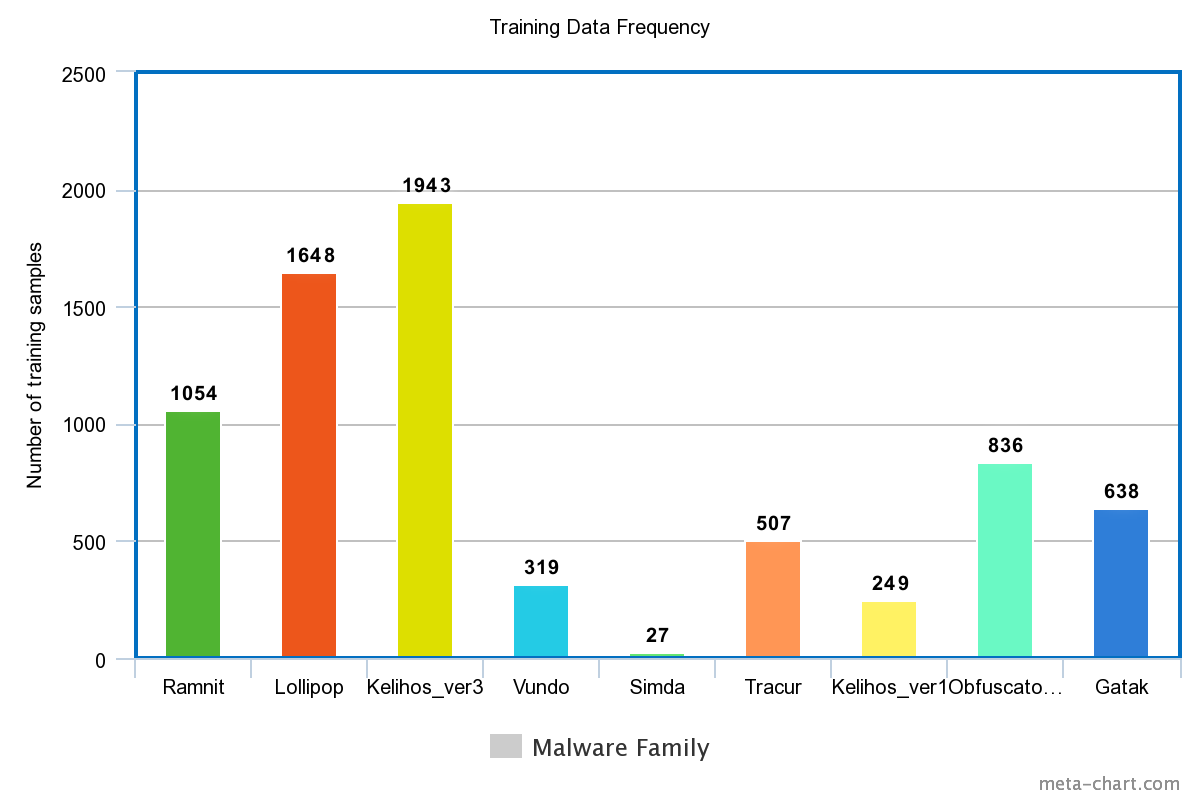 Training Data Frequency
Number of training samples
2500
2000
1500
1000
500
0
1054
1648
1943
319
27
507
249
836
638
Ramnit
Lollipop
Kelihos_ver3
Vundo
Simda
Tracur
Kelihos_ver1
Obfuscato…
Gatak
Malware Family
meta-chart.com